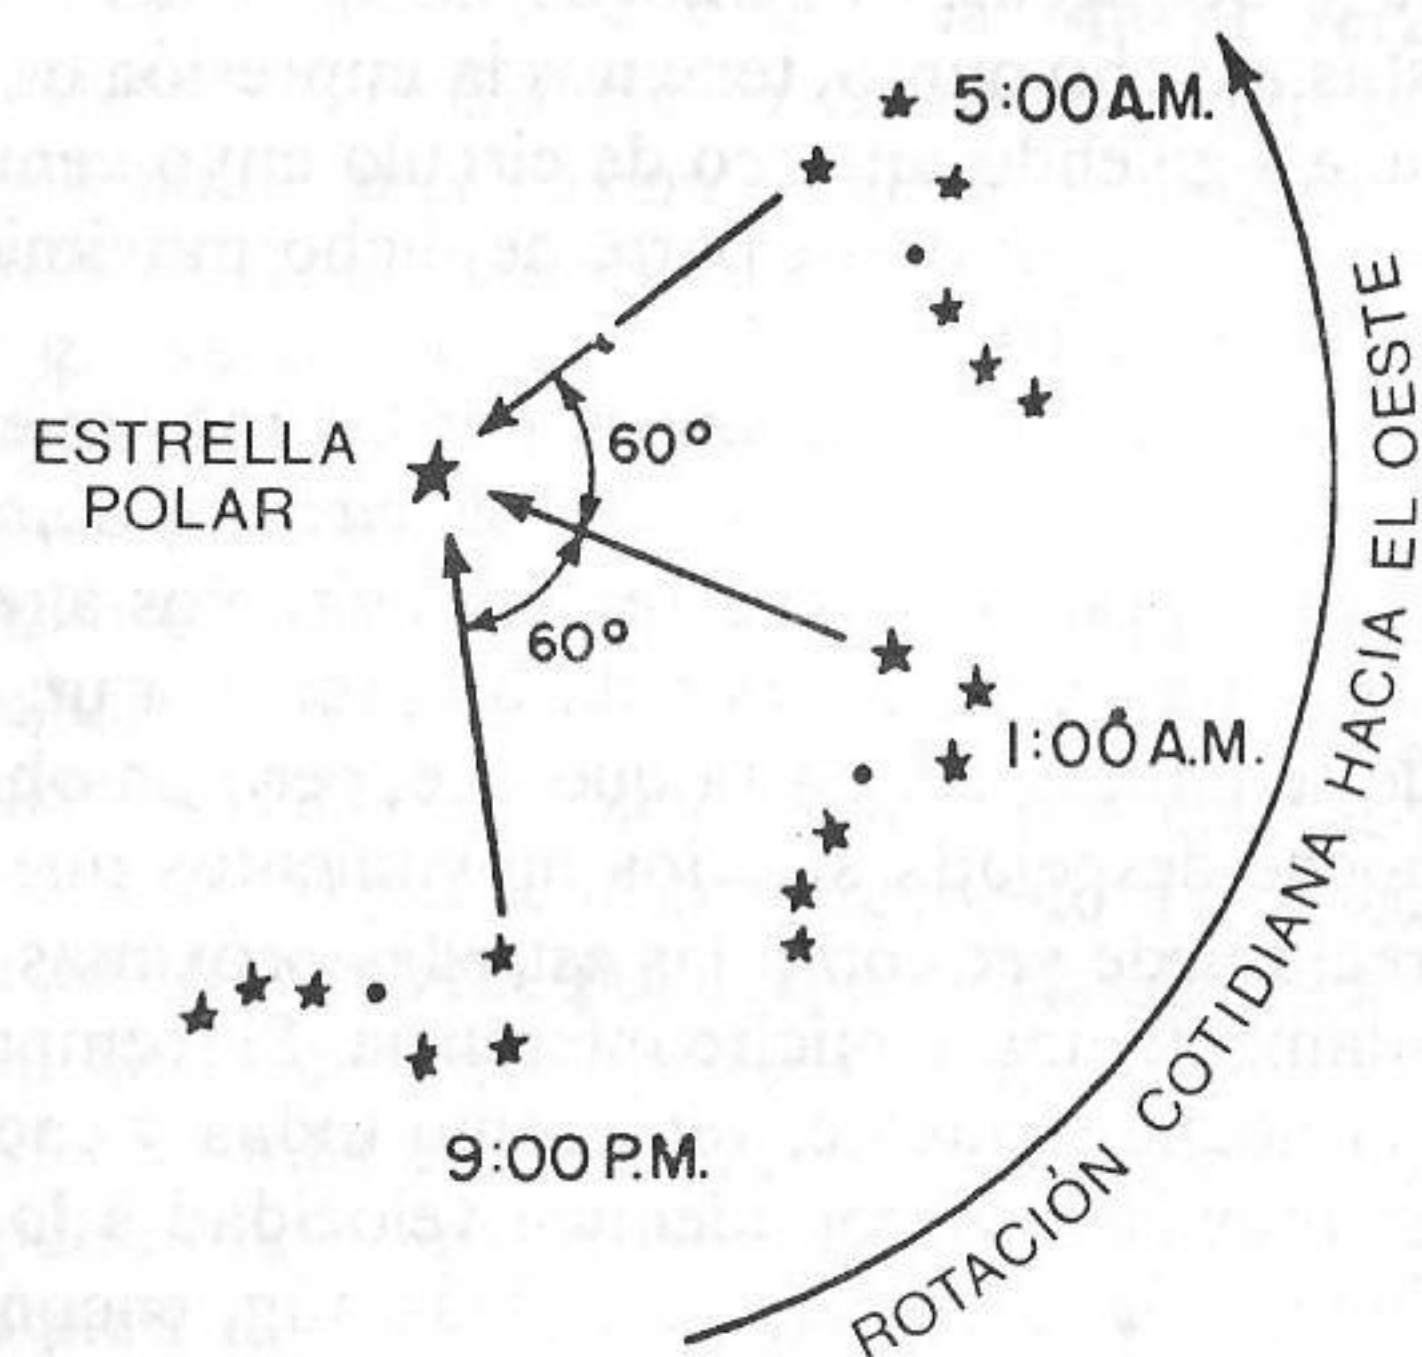 5:00 A.M.
60°
ESTRELLA
POLAR
60°
1:00 A.M.
9:00 P.M.
ROTACIÓN COTIDIANA HACIA EL OESTE